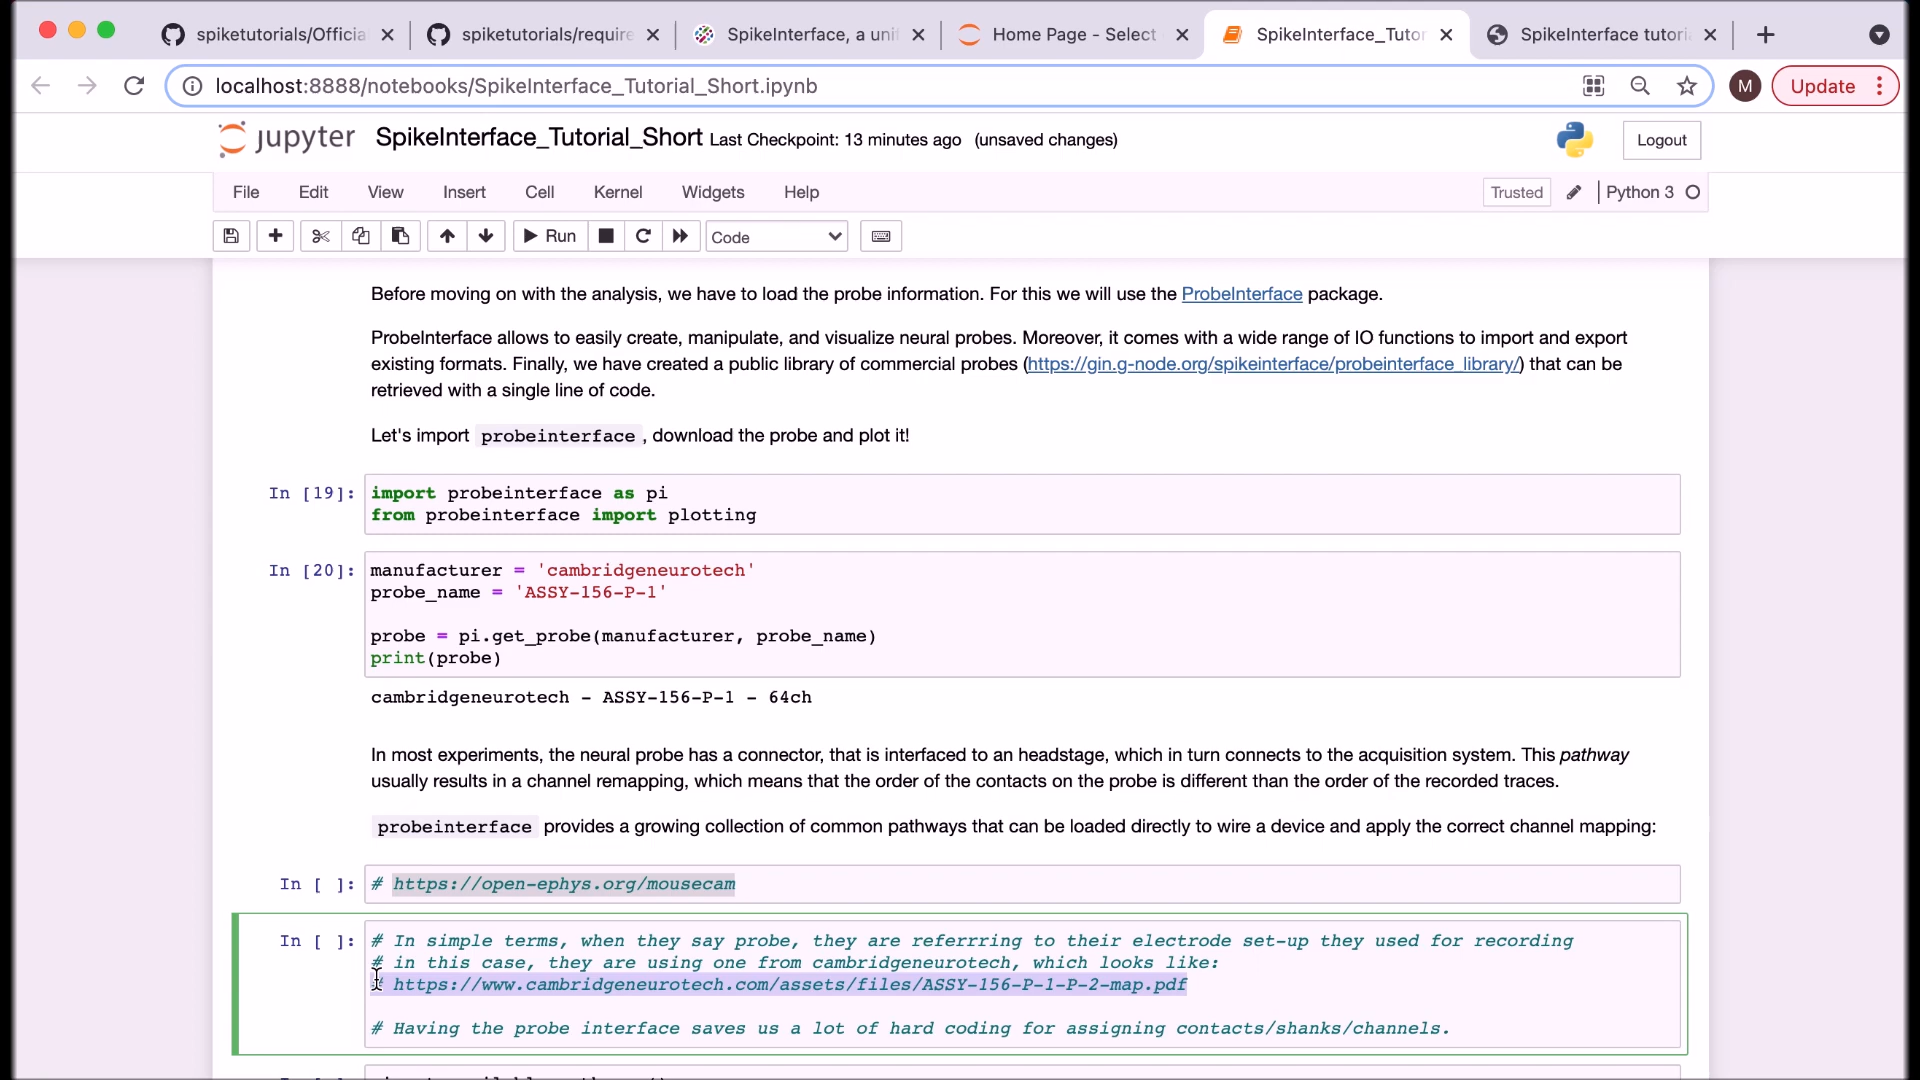 spiketutorials/Officia
spiketutorials/require
SpikeInterface, a uni
Home Page - Select
SpikeInterface_Tutor
SpikeInterface tutori
localhost:8888/notebooks/SpikeInterface_Tutorial_Short.ipynb
M
Update
jupyter
SpikeInterface_Tutorial_Short Last Checkpoint: 13 minutes ago (unsaved changes)
Logout
File Edit View Insert Cell Kernel Widgets Help
Trusted
Python 3
Run
Code
Before moving on with the analysis, we have to load the probe information. For this we will use the ProbeInterface package.
ProbeInterface allows to easily create, manipulate, and visualize neural probes. Moreover, it comes with a wide range of IO functions to import and export
existing formats. Finally, we have created a public library of commercial probes (https://gin.g-node.org/spikeinterface/probeinterface_library/) that can be
retrieved with a single line of code.
Let's import probeinterface , download the probe and plot it!
In [19]: import probeinterface as pi
from probeinterface import plotting
In [20]: manufacturer = 'cambridgeneurotech'
probe_name = 'ASSY-156-P-1'
probe = pi.get_probe(manufacturer, probe_name)
print(probe)
cambridgeneurotech - ASSY-156-P-1 - 64ch
In most experiments, the neural probe has a connector, that is interfaced to an headstage, which in turn connects to the acquisition system. This pathway
usually results in a channel remapping, which means that the order of the contacts on the probe is different than the order of the recorded traces.
probeinterface provides a growing collection of common pathways that can be loaded directly to wire a device and apply the correct channel mapping:
In [ ]: # https://open-ephys.org/mousecam
In [ ]: # In simple terms, when they say probe, they are referrring to their electrode set-up they used for recording
# in this case, they are using one from cambridgeneurotech, which looks like:
# https://www.cambridgeneurotech.com/assets/files/ASSY-156-P-1-P-2-map.pdf
# Having the probe interface saves us a lot of hard coding for assigning contacts/shanks/channels.